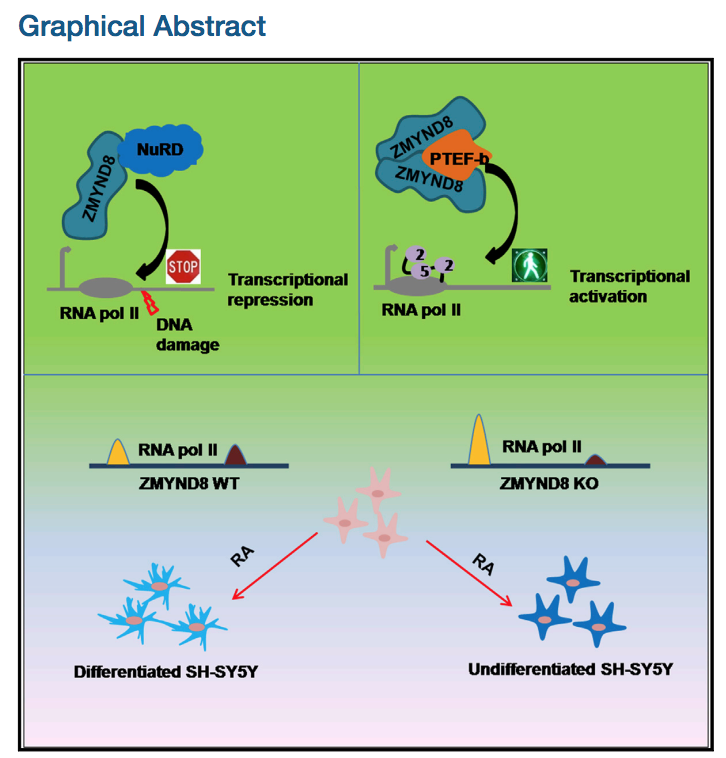 Graphical Abstract
ZMYND8
NuRD
STOP
RNA pol II
DNA
damage
Transcriptional
repression
ZMYND8
PTEF-b
ZMYND8
2
5
2
RNA pol II
Transcriptional
activation
RNA pol II
ZMYND8 WT
RNA pol II
ZMYND8 KO
RA
RA
Differentiated SH-SY5Y
Undifferentiated SH-SY5Y